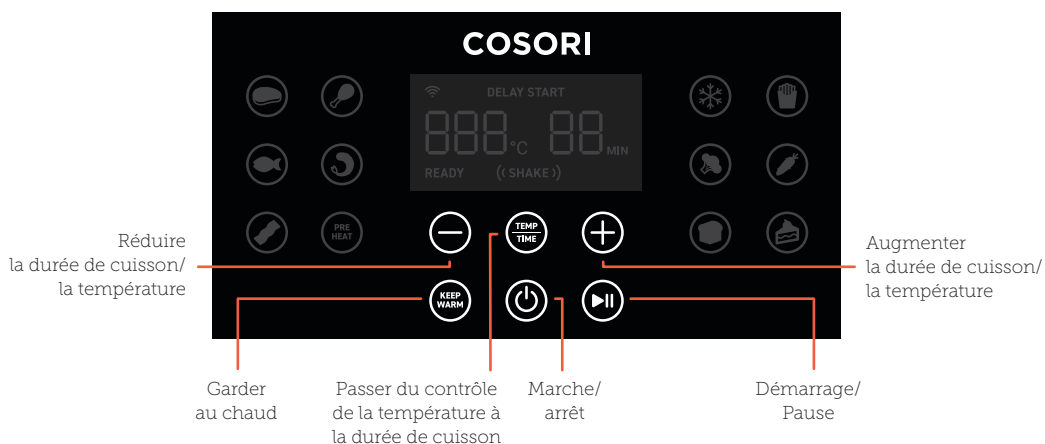 COSORI
DELAY START
888°C 88 MIN
READY ((SHAKE))
PRE
HEAT
TEMP
TIME
KEEP
WARM
Réduire
la durée de cuisson/
la température
Augmenter
la durée de cuisson/
la température
Garder
au chaud
Passer du contrôle
de la température à
la durée de cuisson
Marche/
arrêt
Démarrage/
Pause